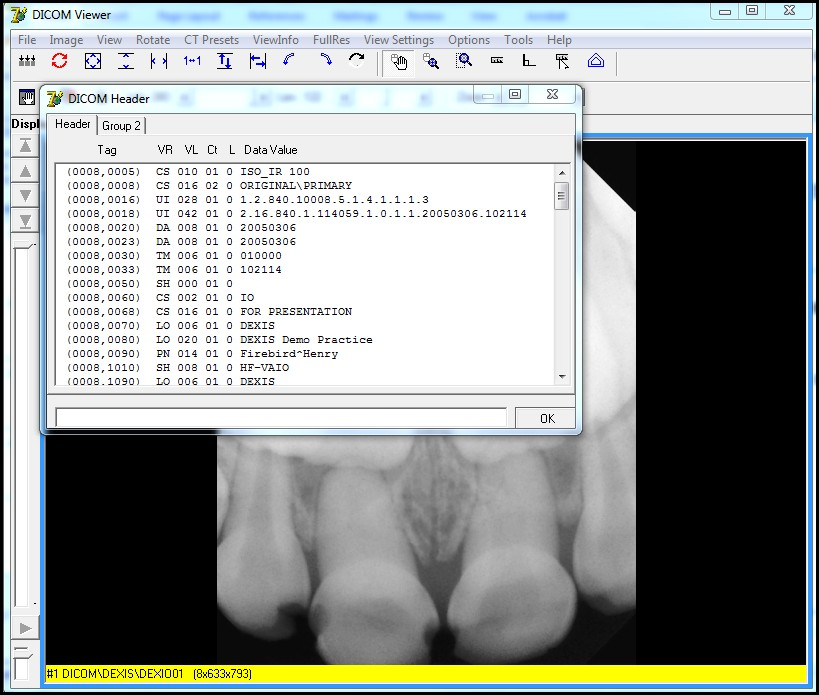 DICOM Viewer
File Image View Rotate CT Presets ViewInfo FullRes View Settings Options Tools Help
1↔1
DICOM Header
Displ
Header Group 2
Tag VR VL Ct L Data Value
(0008,0005) CS 010 01 0 ISO_IR 100
(0008,0008) CS 016 02 0 ORIGINAL\PRIMARY
(0008,0016) UI 028 01 0 1.2.840.10008.5.1.4.1.1.1.3
(0008,0018) UI 042 01 0 2.16.840.1.114059.1.0.1.1.20050306.102114
(0008,0020) DA 008 01 0 20050306
(0008,0023) DA 008 01 0 20050306
(0008,0030) TM 006 01 0 010000
(0008,0033) TM 006 01 0 102114
(0008,0050) SH 000 01 0
(0008,0060) CS 002 01 0 IO
(0008,0068) CS 016 01 0 FOR PRESENTATION
(0008,0070) LO 006 01 0 DEXIS
(0008,0080) LO 020 01 0 DEXIS Demo Practice
(0008,0090) PN 014 01 0 Firebird^Henry
(0008,1010) SH 008 01 0 HF-VAIO
(0008,1090) LO 006 01 0 DEXIS
OK
#1 DICOM\DEXIS\DEXIO01 (8x633x793)